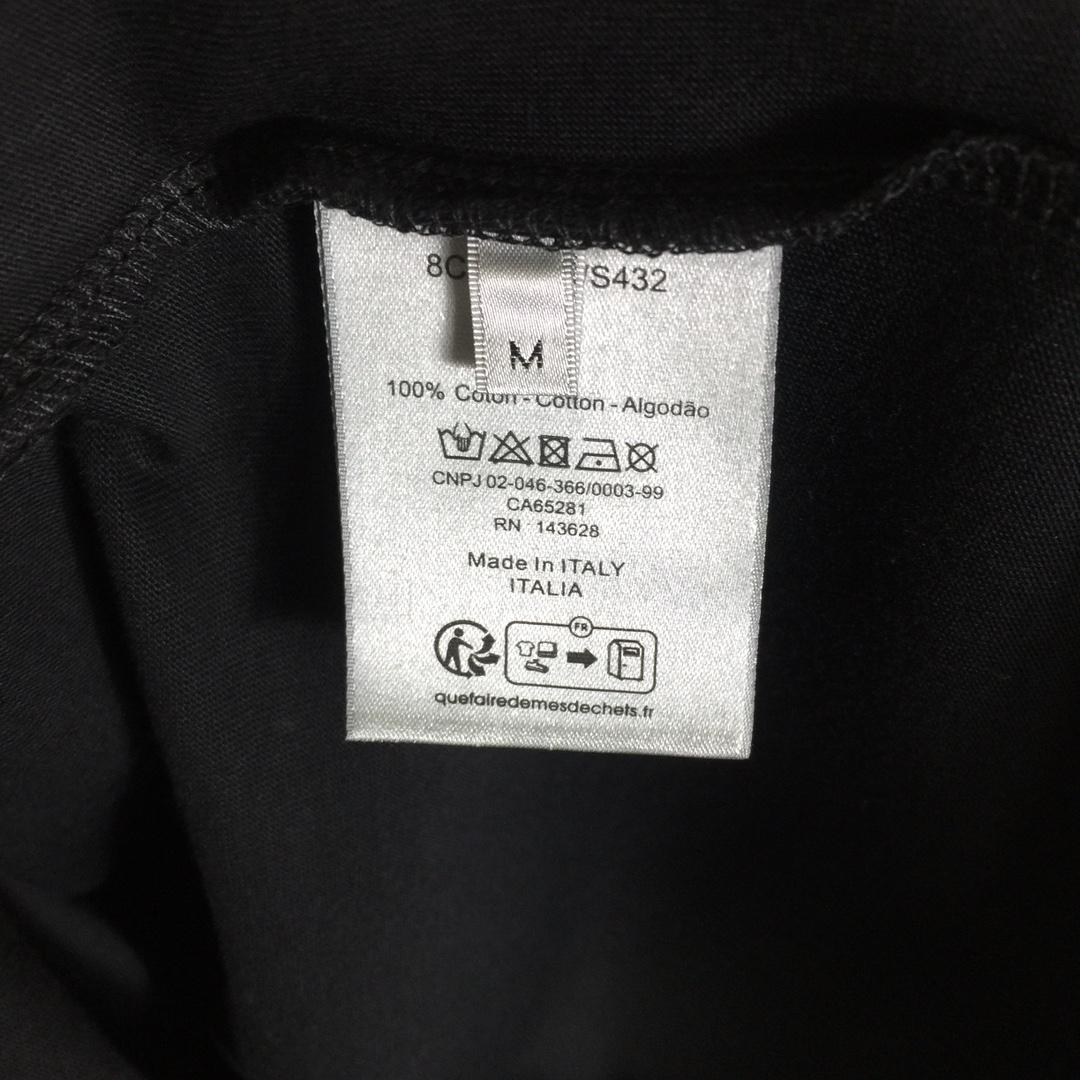 8C /S432
M
100% Coton - Cotton - Algodão
CNPJ 02-046-366/0003-99
CA65281
RN 143628
Made In ITALY
ITALIA
FR
quefairedemesdechets.fr